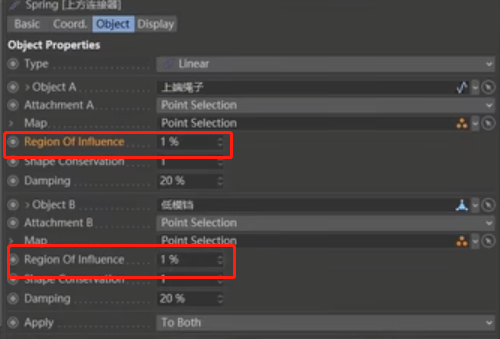 Spring [上方连接器]
Basic Coord. Object Display
Object Properties
Type Linear
Object A 上端绳子
Attachment A Point Selection
Map Point Selection
Region Of Influence 1 %
Shape Conservation 1
Damping 20 %
Object B 低模铛
Attachment B Point Selection
Map Point Selection
Region Of Influence 1 %
Shape Conservation 1
Damping 20 %
Apply To Both